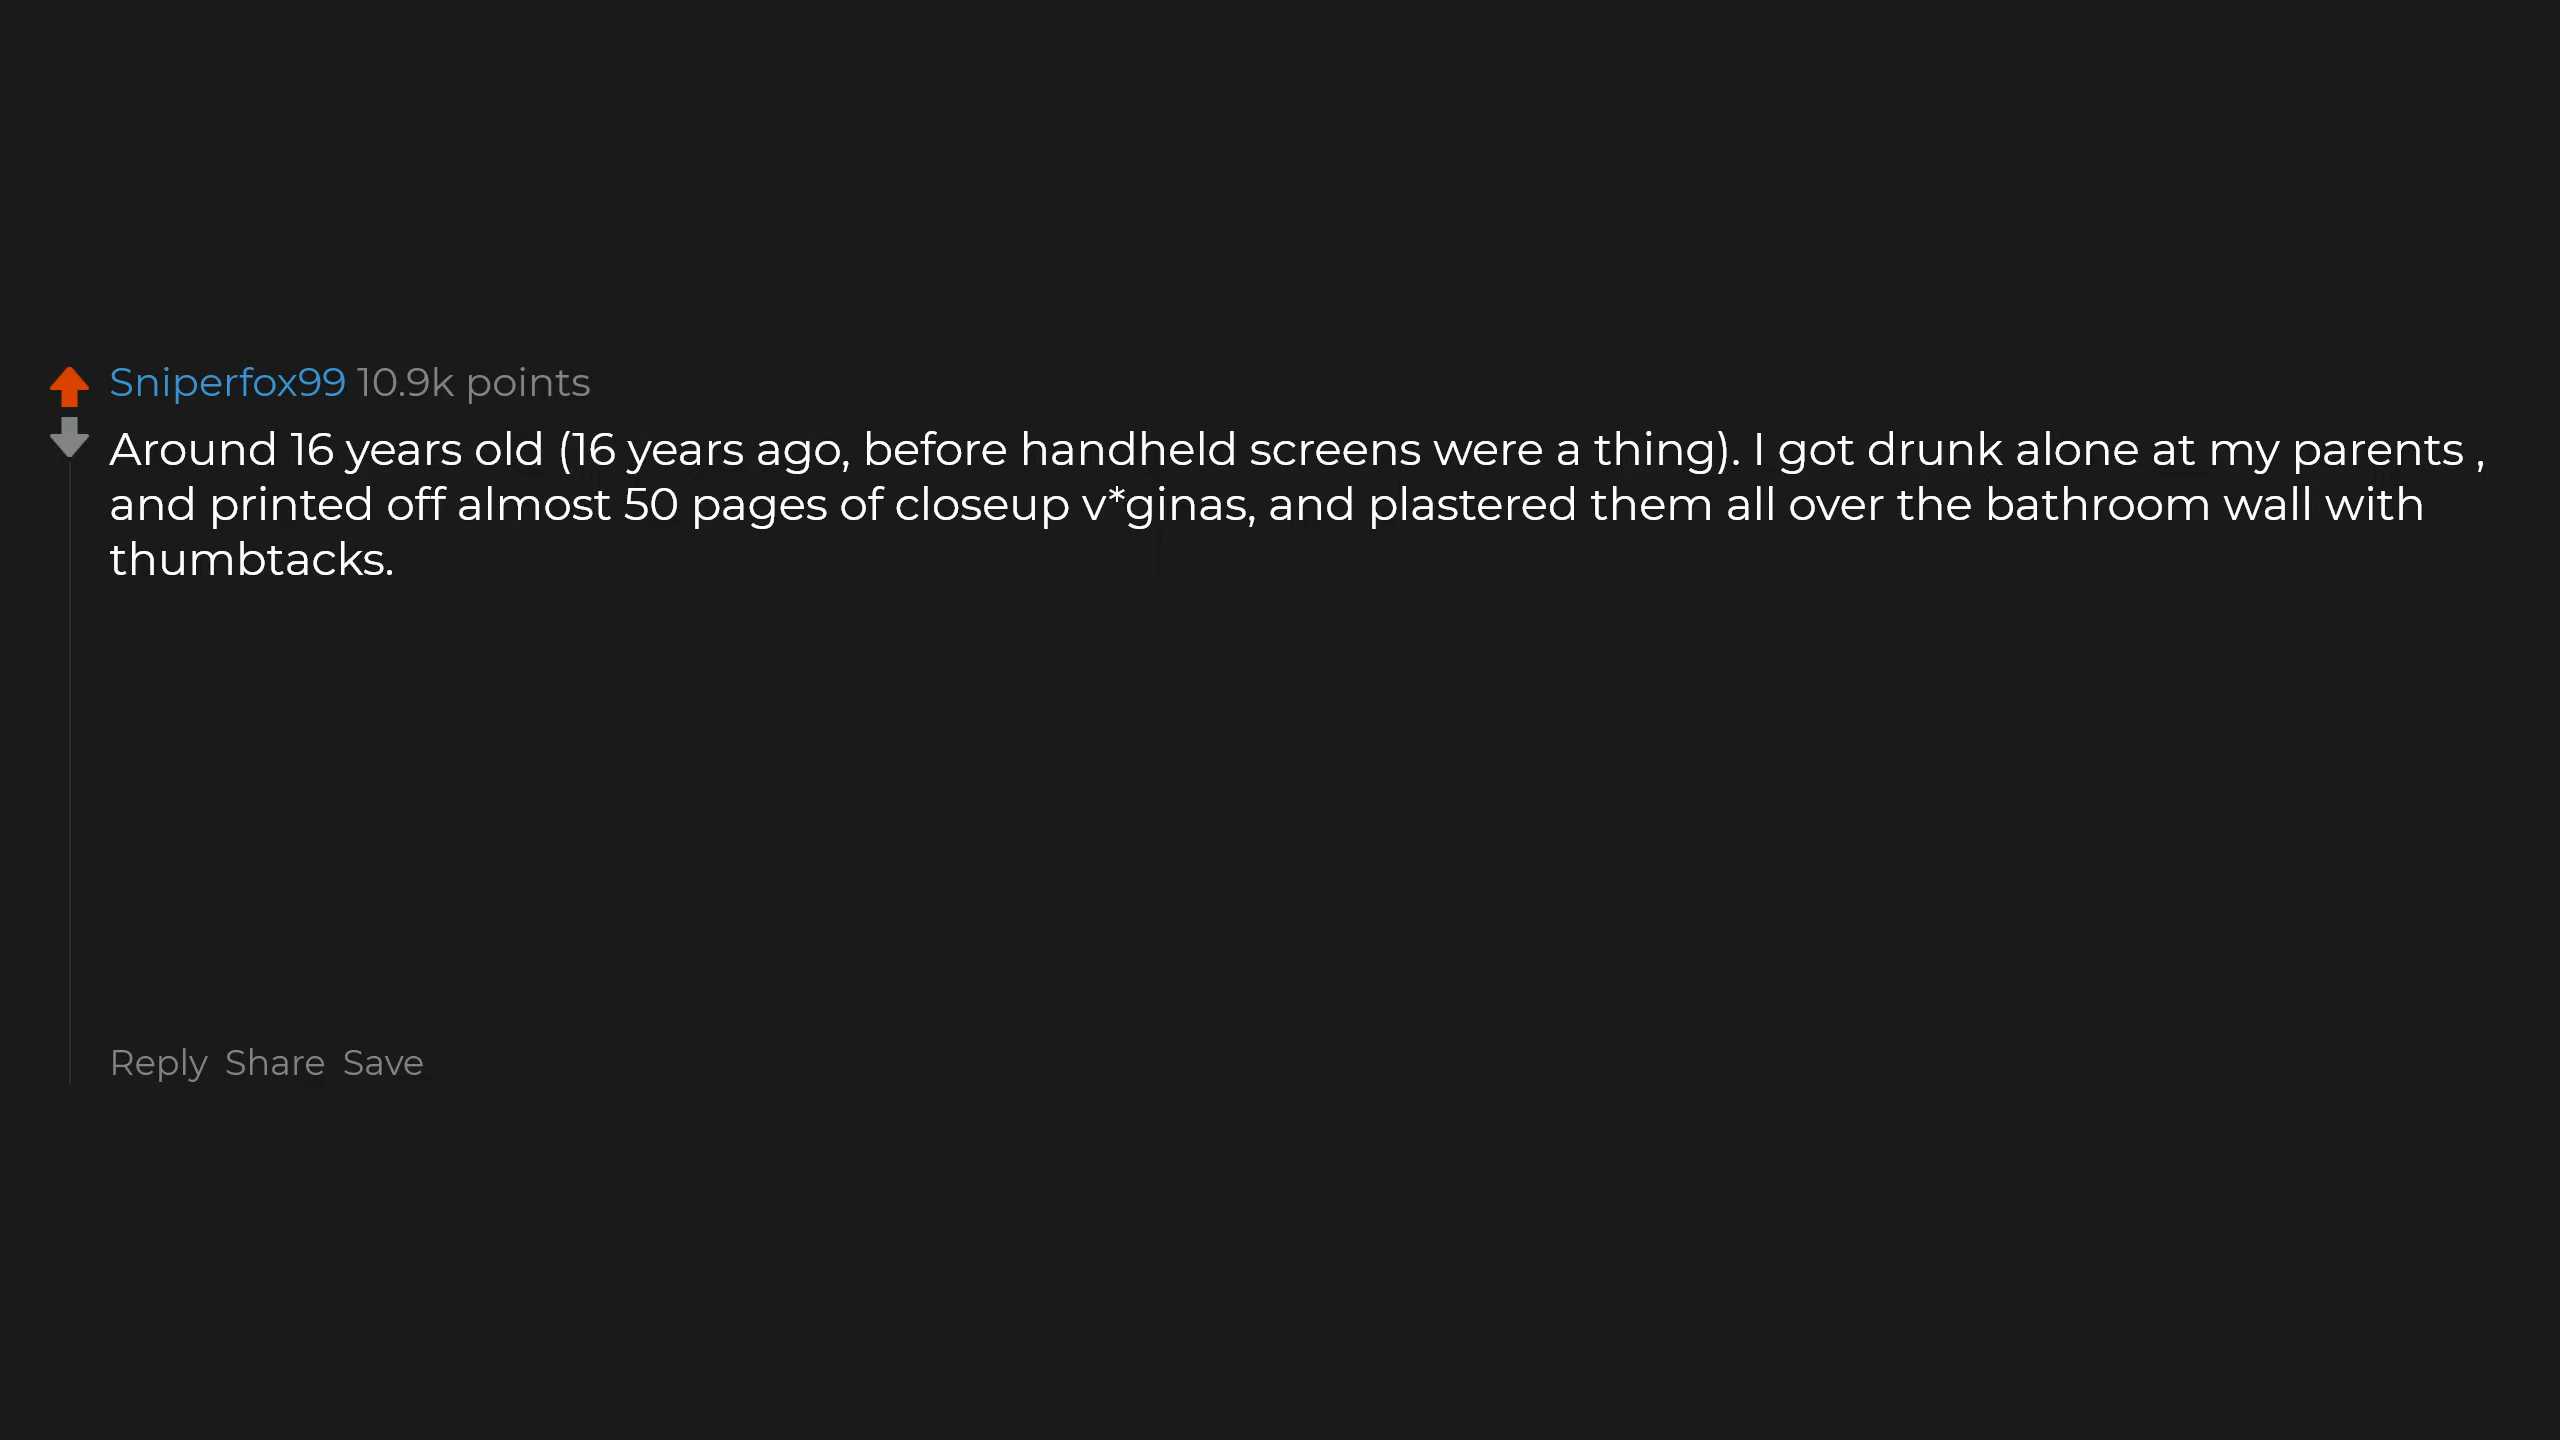 Sniperfox99 10.9k points
Around 16 years old (16 years ago, before handheld screens were a thing). I got drunk alone at my parents ,
and printed off almost 50 pages of closeup v*ginas, and plastered them all over the bathroom wall with
thumbtacks.
Reply Share Save